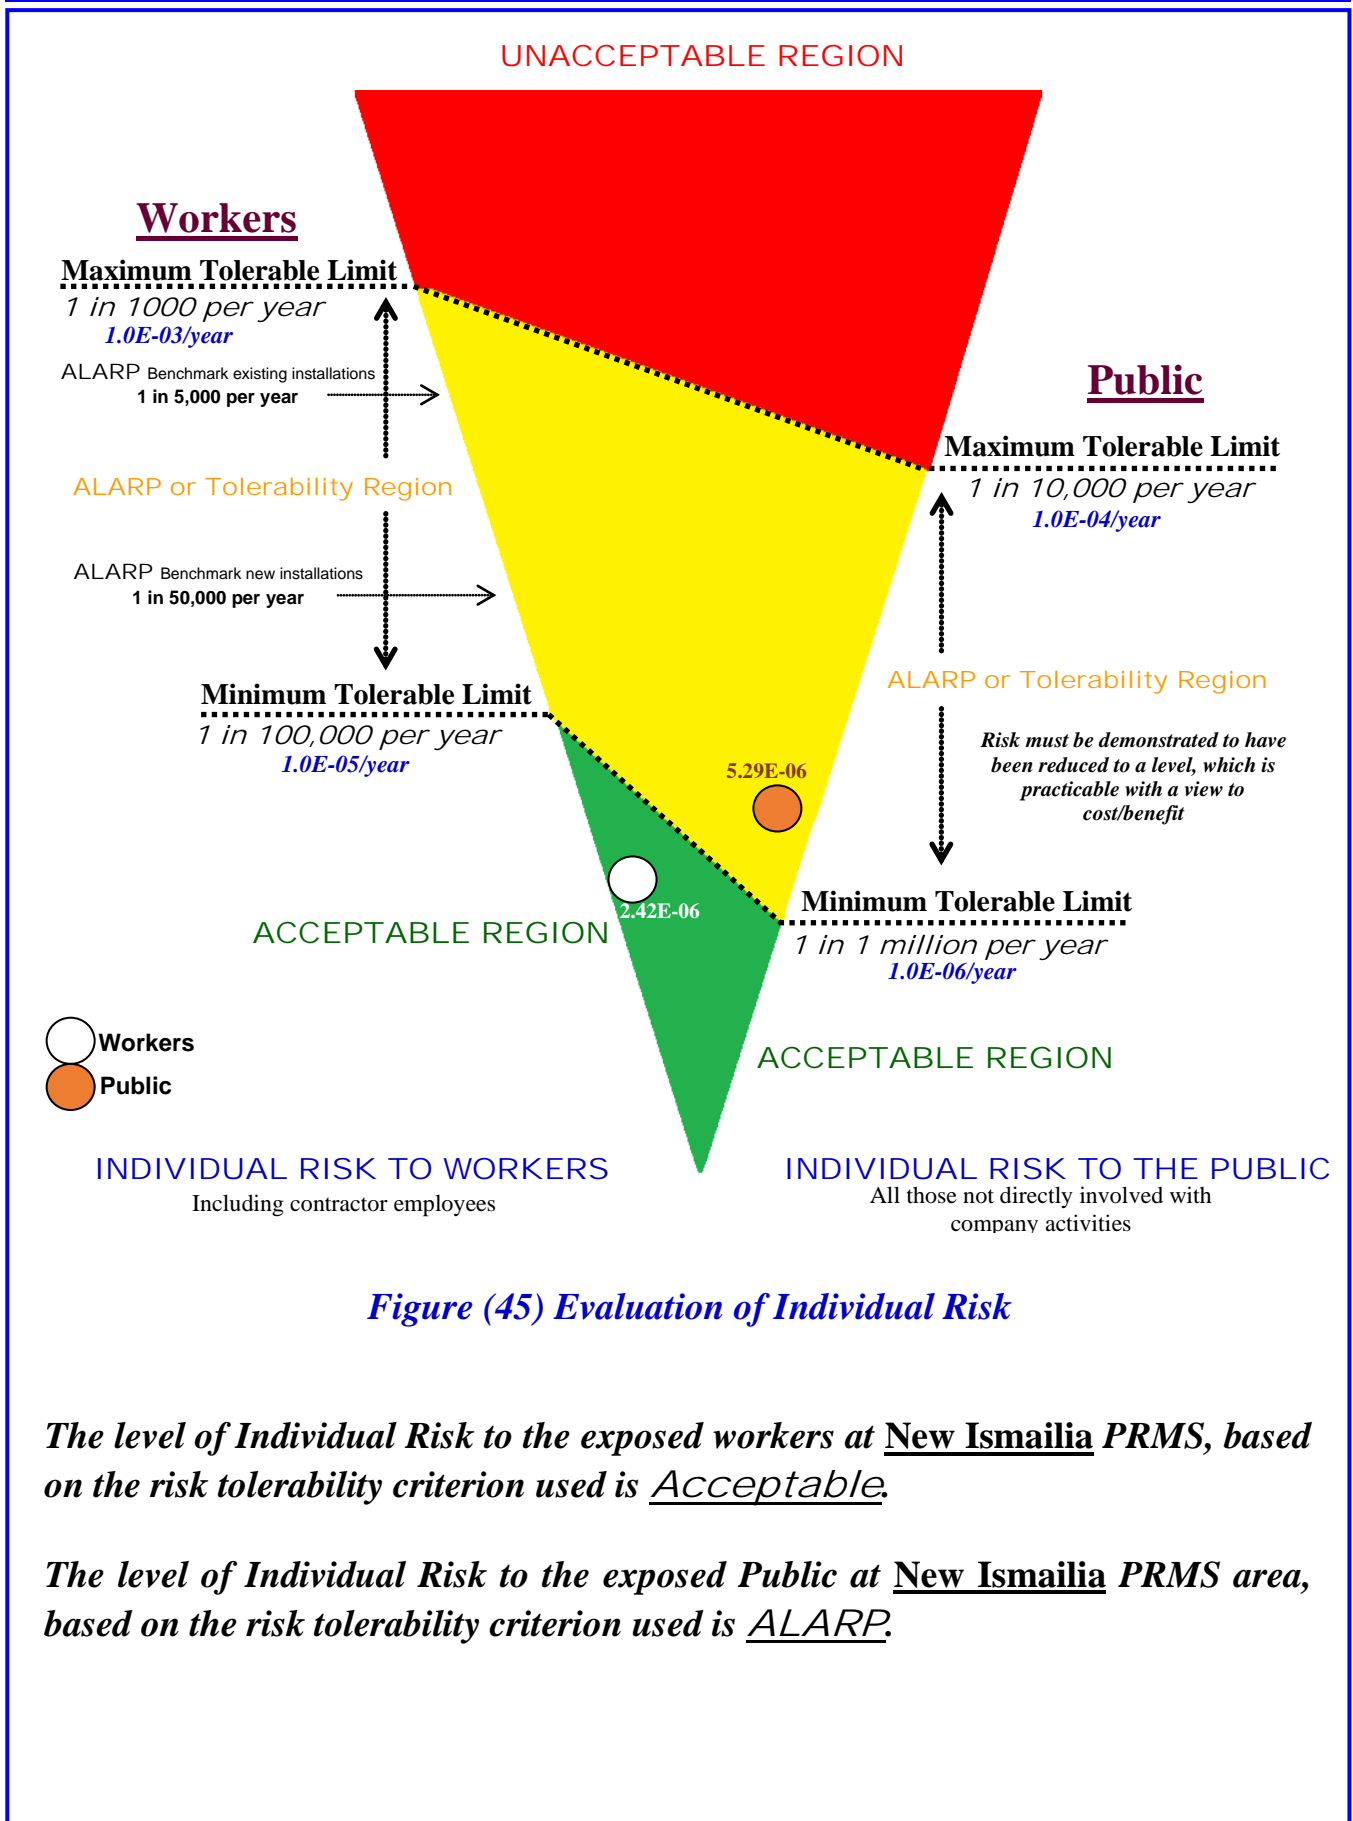 UNACCEPTABLE REGION
Workers
Maximum Tolerable Limit
1 in 1000 per year
1.0E-03/year
ALARP Benchmark existing installations
1 in 5,000 per year
Public
Maximum Tolerable Limit
1 in 10,000 per year
1.0E-04/year
ALARP or Tolerability Region
ALARP Benchmark new installations
1 in 50,000 per year
Minimum Tolerable Limit
1 in 100,000 per year
1.0E-05/year
ALARP or Tolerability Region
Risk must be demonstrated to have
been reduced to a level, which is
practicable with a view to
cost/benefit
5.29E-06
2.42E-06
Minimum Tolerable Limit
1 in 1 million per year
1.0E-06/year
ACCEPTABLE REGION
ACCEPTABLE REGION
Workers
Public
INDIVIDUAL RISK TO WORKERS
Including contractor employees
INDIVIDUAL RISK TO THE PUBLIC
All those not directly involved with
company activities
Figure (45) Evaluation of Individual Risk
The level of Individual Risk to the exposed workers at New Ismailia PRMS, based
on the risk tolerability criterion used is Acceptable.
The level of Individual Risk to the exposed Public at New Ismailia PRMS area,
based on the risk tolerability criterion used is ALARP.